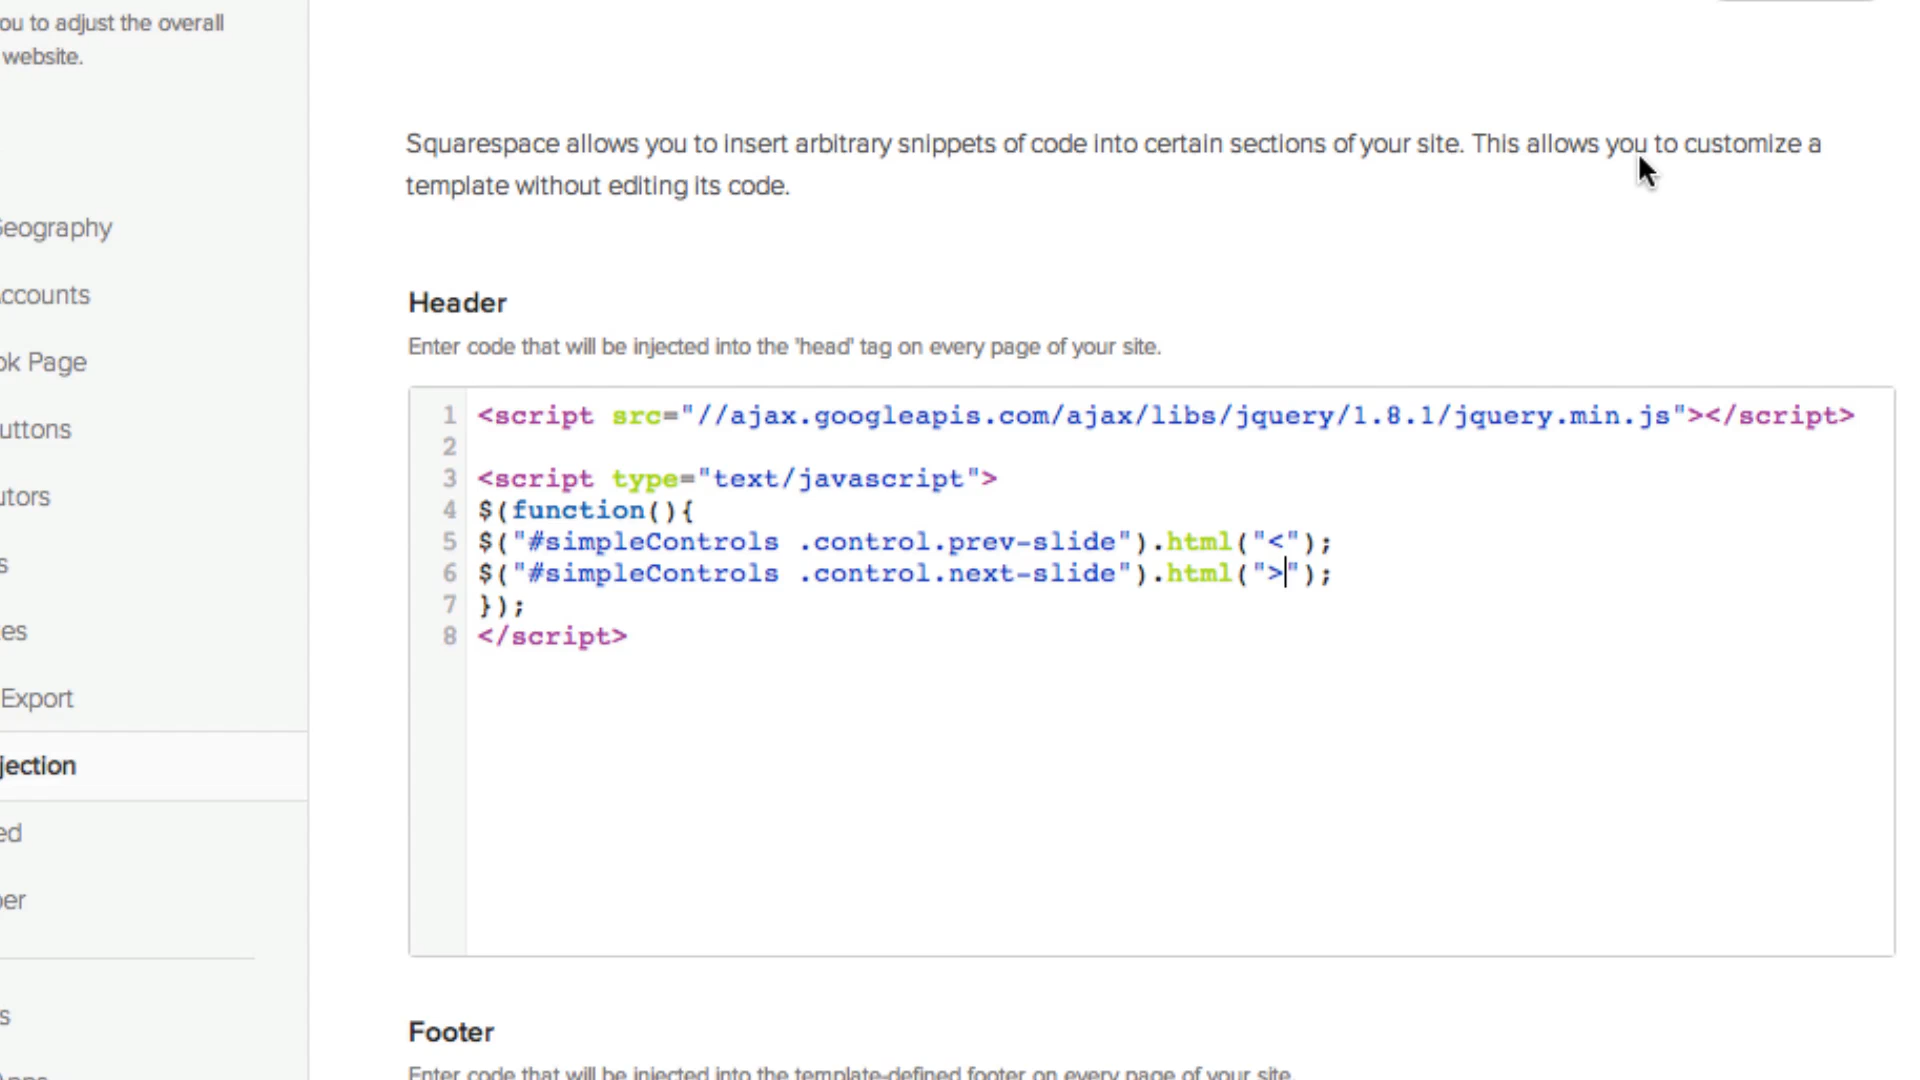 ou to adjust the overall
website.
Geography
ccounts
ok Page
uttons
utors
s
es
Export
jection
ed
per
s
Squarespace allows you to insert arbitrary snippets of code into certain sections of your site. This allows you to customize a
template without editing its code.
Header
Enter code that will be injected into the 'head' tag on every page of your site.
1 <script src="//ajax.googleapis.com/ajax/libs/jquery/1.8.1/jquery.min.js"></script>
2
3 <script type="text/javascript">
4 $(function(){
5 $("#simpleControls .control.prev-slide").html("<");
6 $("#simpleControls .control.next-slide").html(">");
7 });
8 </script>
Footer
Enter code that will be injected into the template-defined footer on every page of your site.